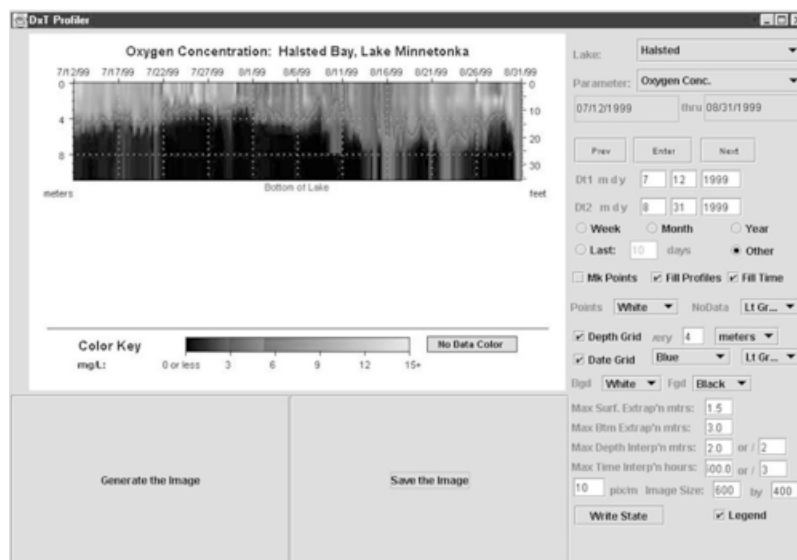 DxT Profiler
Oxygen Concentration: Halsted Bay, Lake Minnetonka
7/12/99 7/17/99 7/22/99 7/27/99 8/1/99 8/6/99 8/11/99 8/16/99 8/21/99 8/26/99 8/31/99
0 0
4 10
8 20
30
meters Bottom of Lake feet
Color Key No Data Color
mg/L: 0 or less 3 6 9 12 15+
Generate the Image Save the Image
Lake: Halsted
Parameter: Oxygen Conc.
07/12/1999 thru 08/31/1999
Prev Enter Next
Dt1 m d y 7 12 1999
Dt2 m d y 8 31 1999
Week Month Year
Last: 10 days Other
Mk Points Fill Profiles Fill Time
Points White NoData Lt Gr...
Depth Grid 4 meters
Date Grid Blue Lt Gr...
Bgd White Fgd Black
Max Surf. Extrap'n mtrs: 1.5
Max Btm Extrap'n mtrs: 3.0
Max Depth Interp'n mtrs: 2.0 or / 2
Max Time Interp'n hours: or / 3
10 pix/m Image Size: 600 by 400
Write State Legend